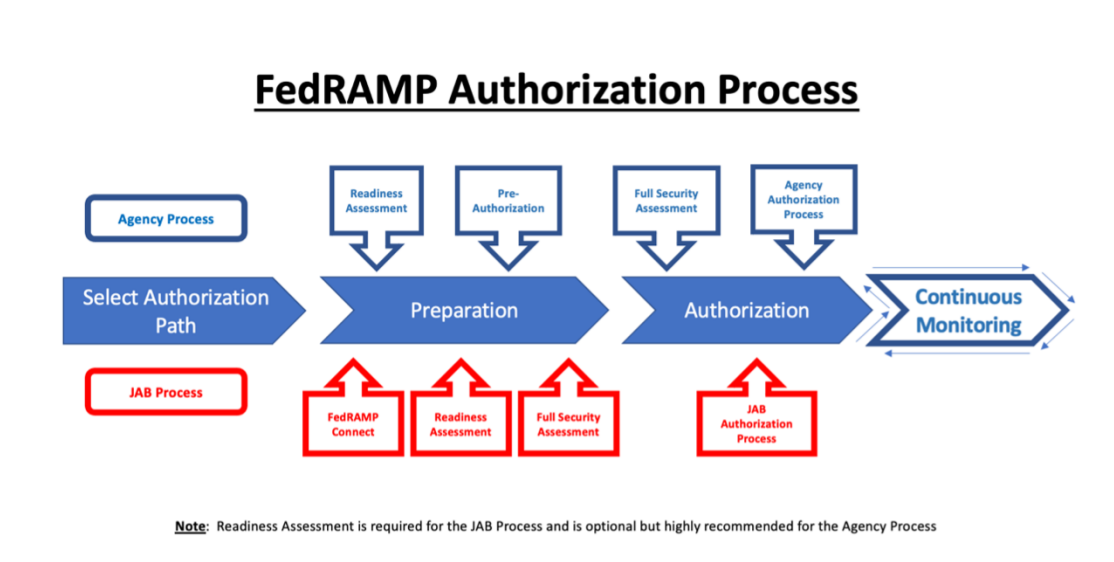 FedRAMP Authorization Process
Agency Process
Readiness
Assessment
Pre-
Authorization
Full Security
Assessment
Agency
Authorization
Process
Select Authorization
Path
Preparation
Authorization
Continuous
Monitoring
JAB Process
FedRAMP
Connect
Readiness
Assessment
Full Security
Assessment
JAB
Authorization
Process
Note: Readiness Assessment is required for the JAB Process and is optional but highly recommended for the Agency Process